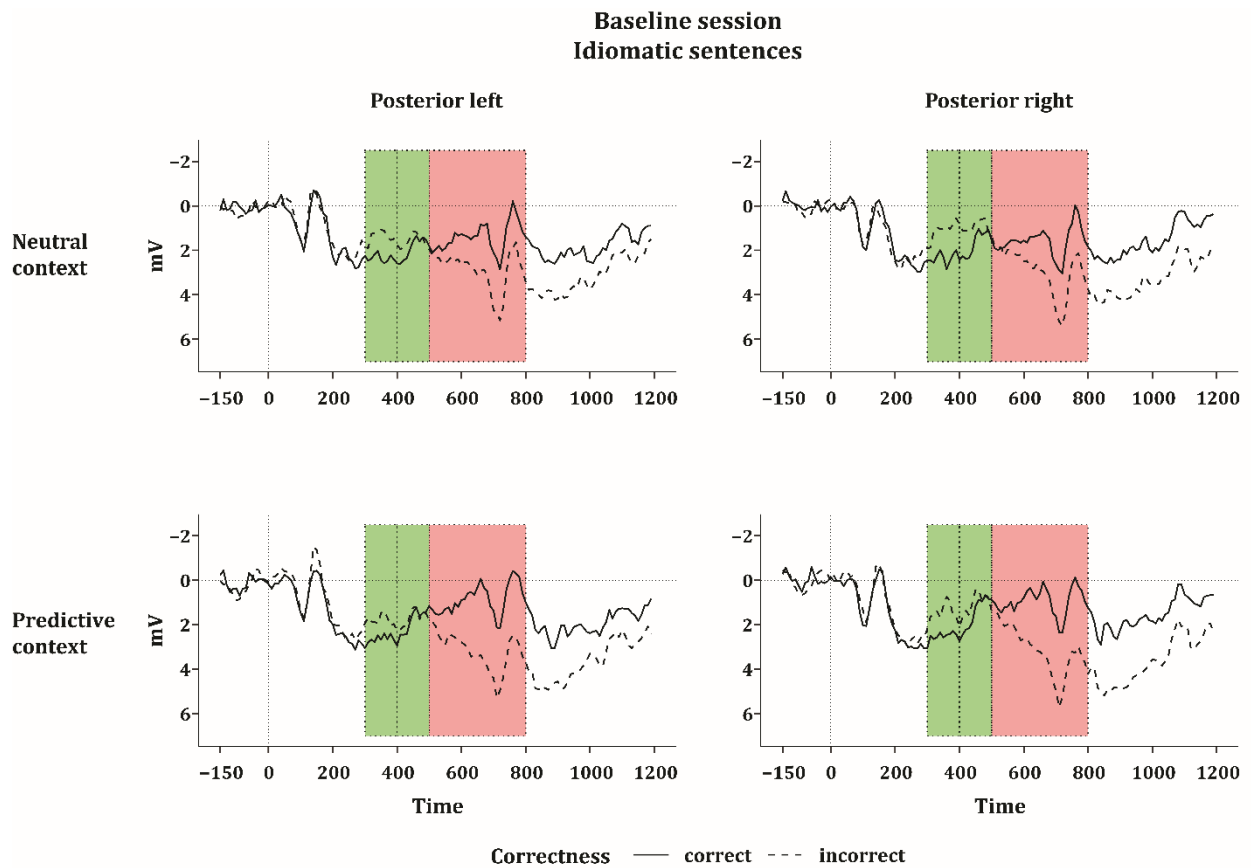 Baseline session
Idiomatic sentences
Posterior left
Posterior right
Neutral
context
mV
−2
0
2
4
6
−150 0 200 400 600 800 1000 1200
−2
0
2
4
6
−150 0 200 400 600 800 1000 1200
Predictive
context
mV
−2
0
2
4
6
−150 0 200 400 600 800 1000 1200
Time
−2
0
2
4
6
−150 0 200 400 600 800 1000 1200
Time
Correctness correct incorrect